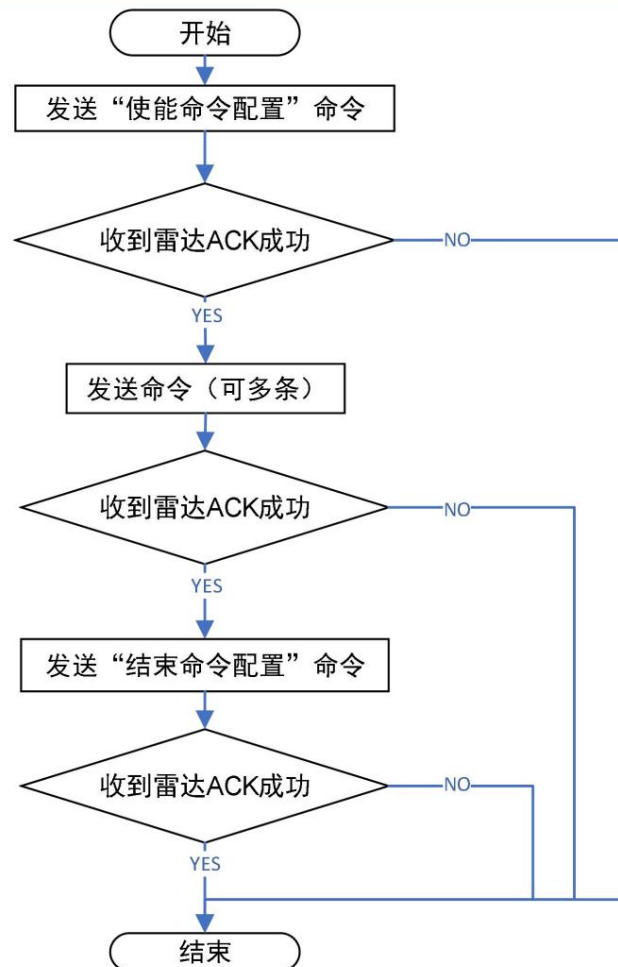 开始
发送“使能命令配置”命令
收到雷达ACK成功
NO
YES
发送命令（可多条）
收到雷达ACK成功
NO
YES
发送“结束命令配置”命令
收到雷达ACK成功
NO
YES
结束